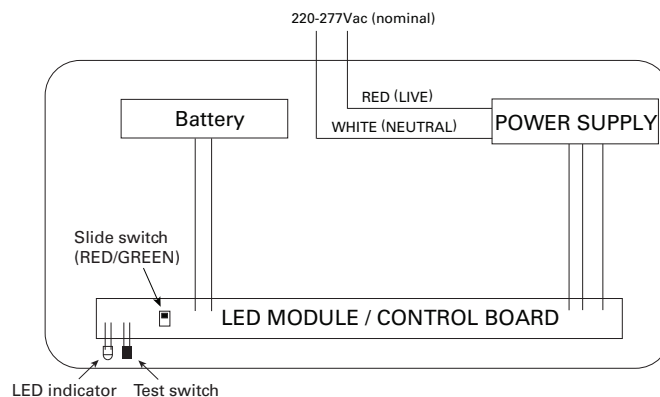 220-277Vac (nominal)
RED (LIVE)
WHITE (NEUTRAL)
Battery
POWER SUPPLY
Slide switch
(RED/GREEN)
LED MODULE / CONTROL BOARD
LED indicator
Test switch